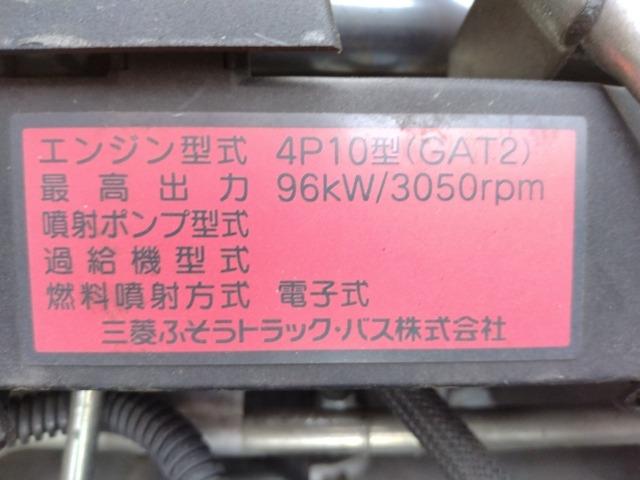 エンジン型式 4P10型(GAT2)
最高出力 96kW/3050rpm
噴射ポンプ型式
過給機型式
燃料噴射方式 電子式
三菱ふそうトラック・バス株式会社